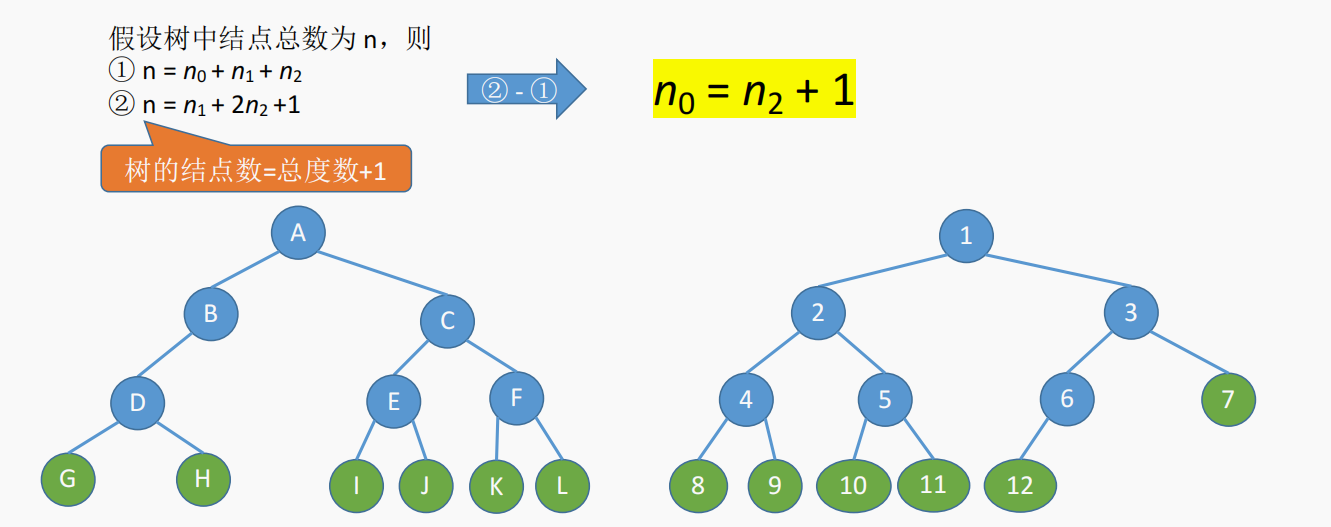 假设树中结点总数为 n，则
① n = n₀ + n₁ + n₂
② n = n₁ + 2n₂ +1
② - ①
n₀ = n₂ + 1
树的结点数=总度数+1
A
B
C
D
E
F
G
H
I
J
K
L
1
2
3
4
5
6
7
8
9
10
11
12